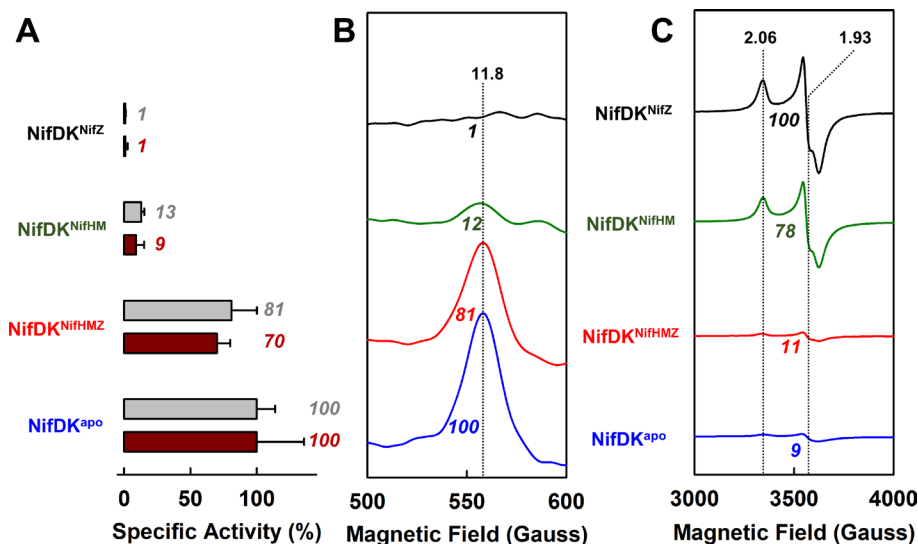 A
B
C
11.8
2.06
1.93
NifDK^NifZ
1
1
1
NifDK^NifZ
100
NifDK^NifHM
13
9
12
NifDK^NifHM
78
NifDK^NifHMZ
81
70
81
NifDK^NifHMZ
11
NifDK^apo
100
100
100
NifDK^apo
9
0
100
500
550
600
3000
3500
4000
Specific Activity (%)
Magnetic Field (Gauss)
Magnetic Field (Gauss)